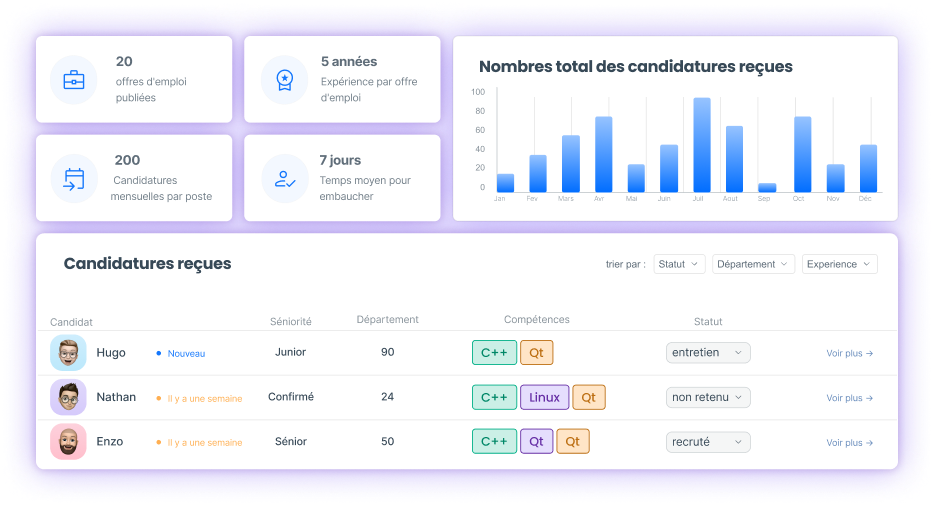 20
offres d'emploi
publiées
5 années
Expérience par offre
d'emploi
200
Candidatures
mensuelles par poste
7 jours
Temps moyen pour
embaucher
Nombres total des candidatures reçues
100
80
60
40
20
0
Jan Fev Mars Avr Mai Juin Juil Aout Sep Oct Nov Déc
Candidatures reçues
trier par : Statut Département Experience
Candidat Séniorité Département Compétences Statut
Hugo Nouveau Junior 90 C++ Qt entretien Voir plus →
Nathan Il y a une semaine Confirmé 24 C++ Linux Qt non retenu Voir plus →
Enzo Il y a une semaine Sénior 50 C++ Qt Qt recruté Voir plus →